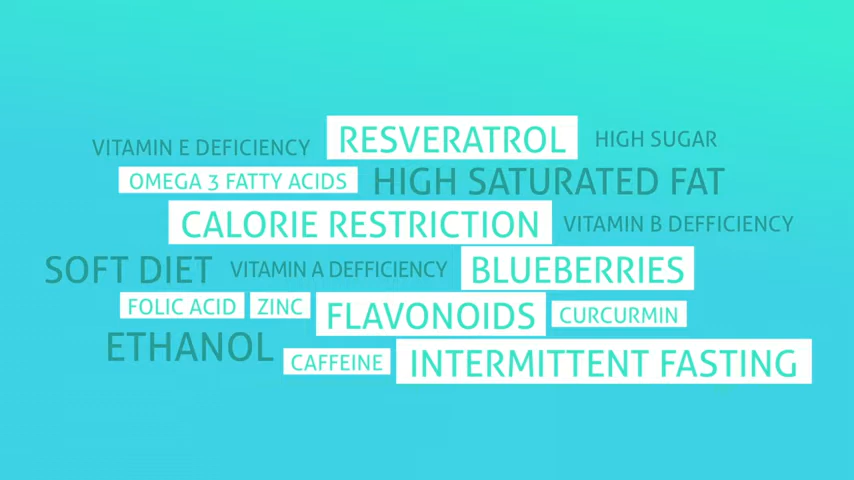 VITAMIN E DEFICIENCY RESVERATROL HIGH SUGAR
OMEGA 3 FATTY ACIDS HIGH SATURATED FAT
CALORIE RESTRICTION VITAMIN B DEFFICIENCY
SOFT DIET VITAMIN A DEFFICIENCY BLUEBERRIES
FOLIC ACID ZINC FLAVONOIDS CURCURMIN
ETHANOL CAFFEINE INTERMITTENT FASTING